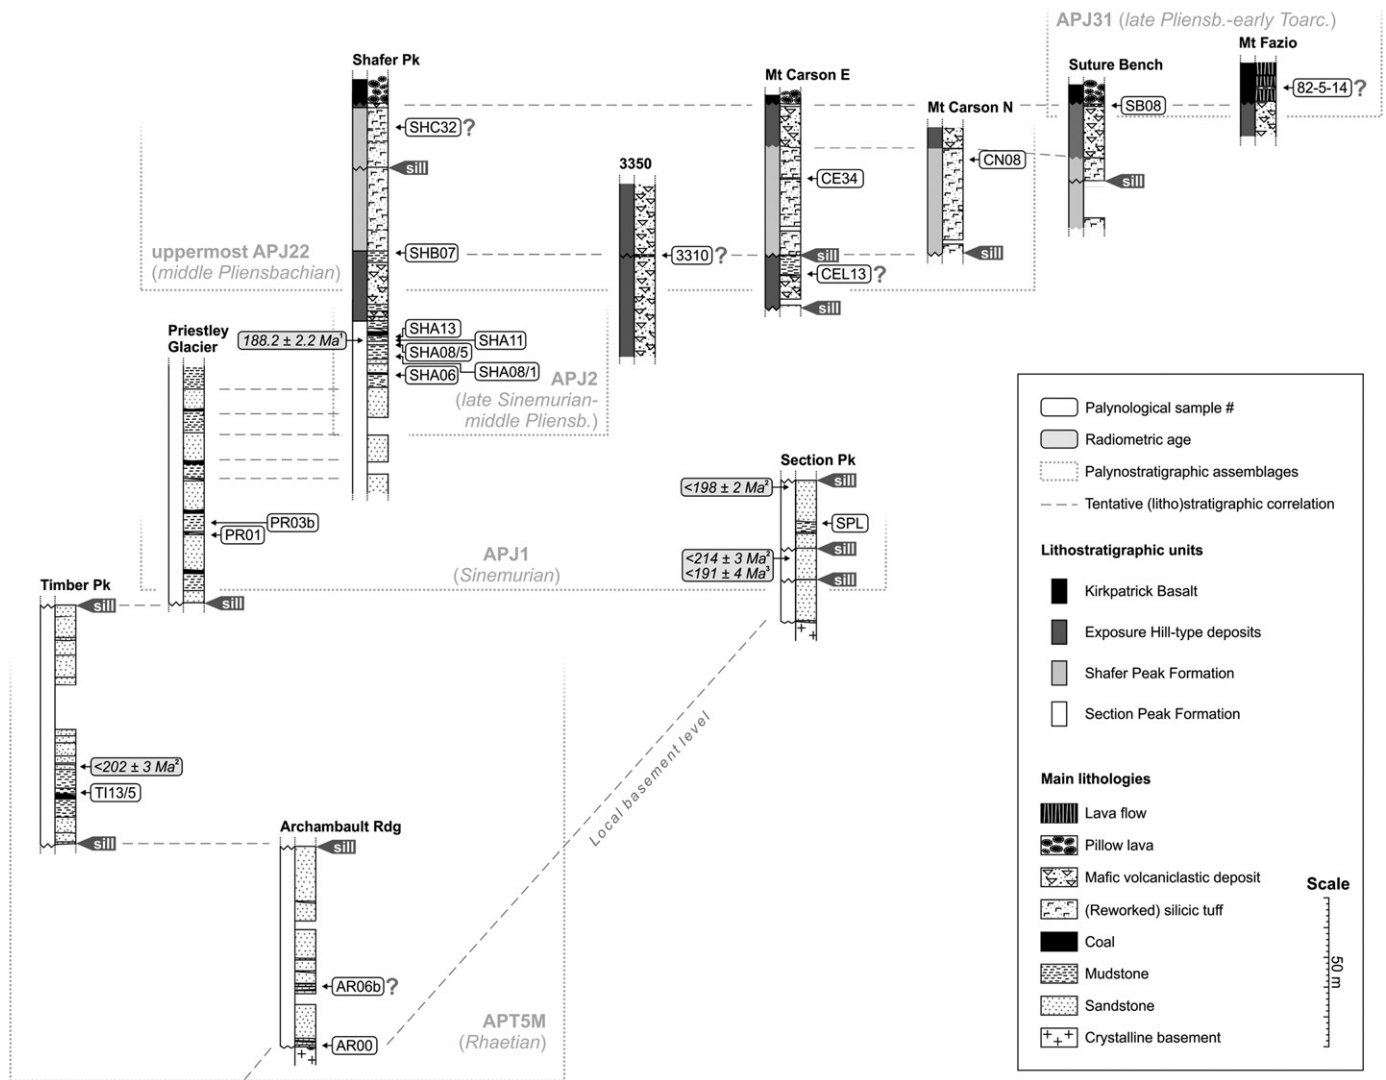 APJ31 (late Pliensb.-early Toarc.)
Mt Fazio
Shafer Pk
Suture Bench
Mt Carson E
82-5-14 ?
Mt Carson N
SB08
SHC32 ?
3350
CN08
sill
CE34
sill
uppermost APJ22
(middle Pliensbachian)
SHB07
3310 ?
sill
sill
CEL13 ?
sill
Priestley
Glacier
188.2 ± 2.2 Ma¹
SHA13
SHA11
SHA08/5
SHA08/1
SHA06
APJ2
(late Sinemurian-
middle Pliensb.)
Section Pk
<198 ± 2 Ma²
sill
PR03b
PR01
SPL
sill
APJ1
(Sinemurian)
<214 ± 3 Ma²
<191 ± 4 Ma³
sill
Timber Pk
sill
sill
Local basement level
<202 ± 3 Ma²
TI13/5
sill
Archambault Rdg
sill
AR06b ?
APT5M
(Rhaetian)
AR00
Palynological sample #
Radiometric age
Palynostratigraphic assemblages
Tentative (litho)stratigraphic correlation
Lithostratigraphic units
Kirkpatrick Basalt
Exposure Hill-type deposits
Shafer Peak Formation
Section Peak Formation
Main lithologies
Lava flow
Pillow lava
Mafic volcaniclastic deposit
(Reworked) silicic tuff
Coal
Mudstone
Sandstone
Crystalline basement
Scale
50 m